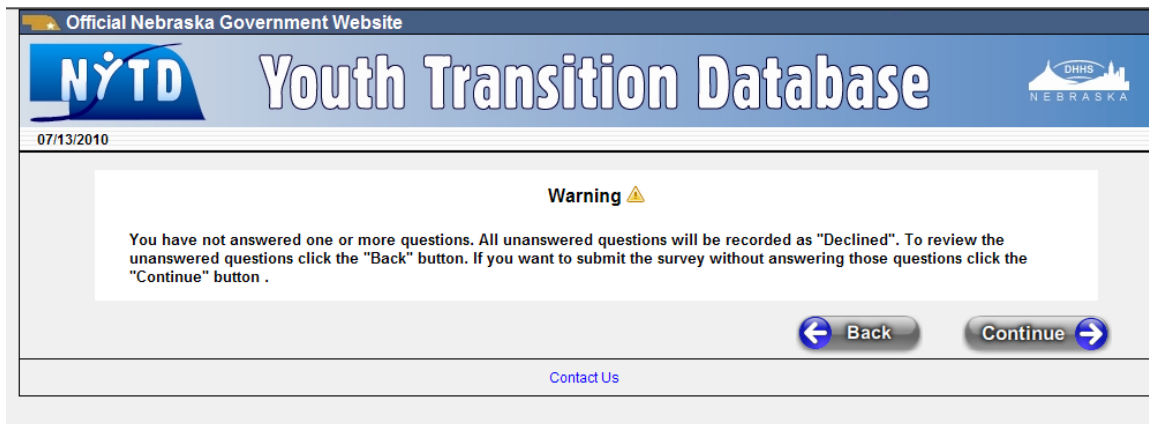 Official Nebraska Government Website
NYTD
Youth Transition Database
DHHS
NEBRASKA
07/13/2010
Warning
You have not answered one or more questions. All unanswered questions will be recorded as "Declined". To review the
unanswered questions click the "Back" button. If you want to submit the survey without answering those questions click the
"Continue" button .
Back
Continue
Contact Us